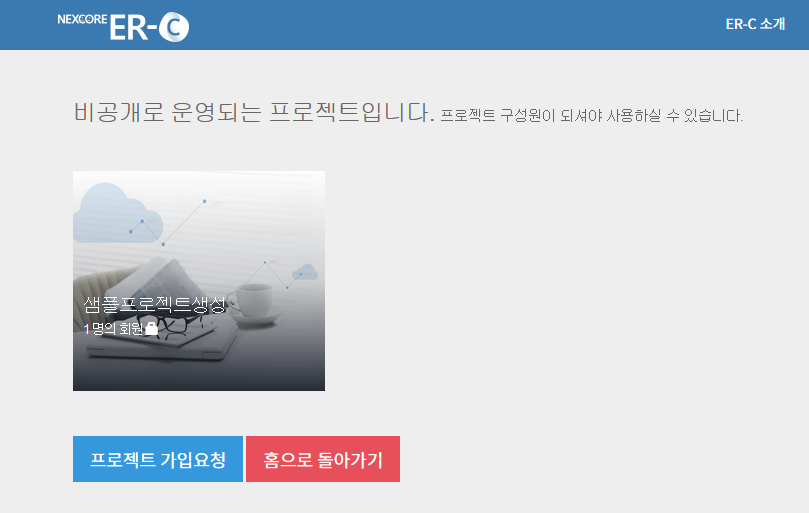 NEXCORE ER-C
ER-C 소개
비공개로 운영되는 프로젝트입니다. 프로젝트 구성원이 되셔야 사용하실 수 있습니다.
샘플프로젝트생성
1명의 회원
프로젝트 가입요청
홈으로 돌아가기